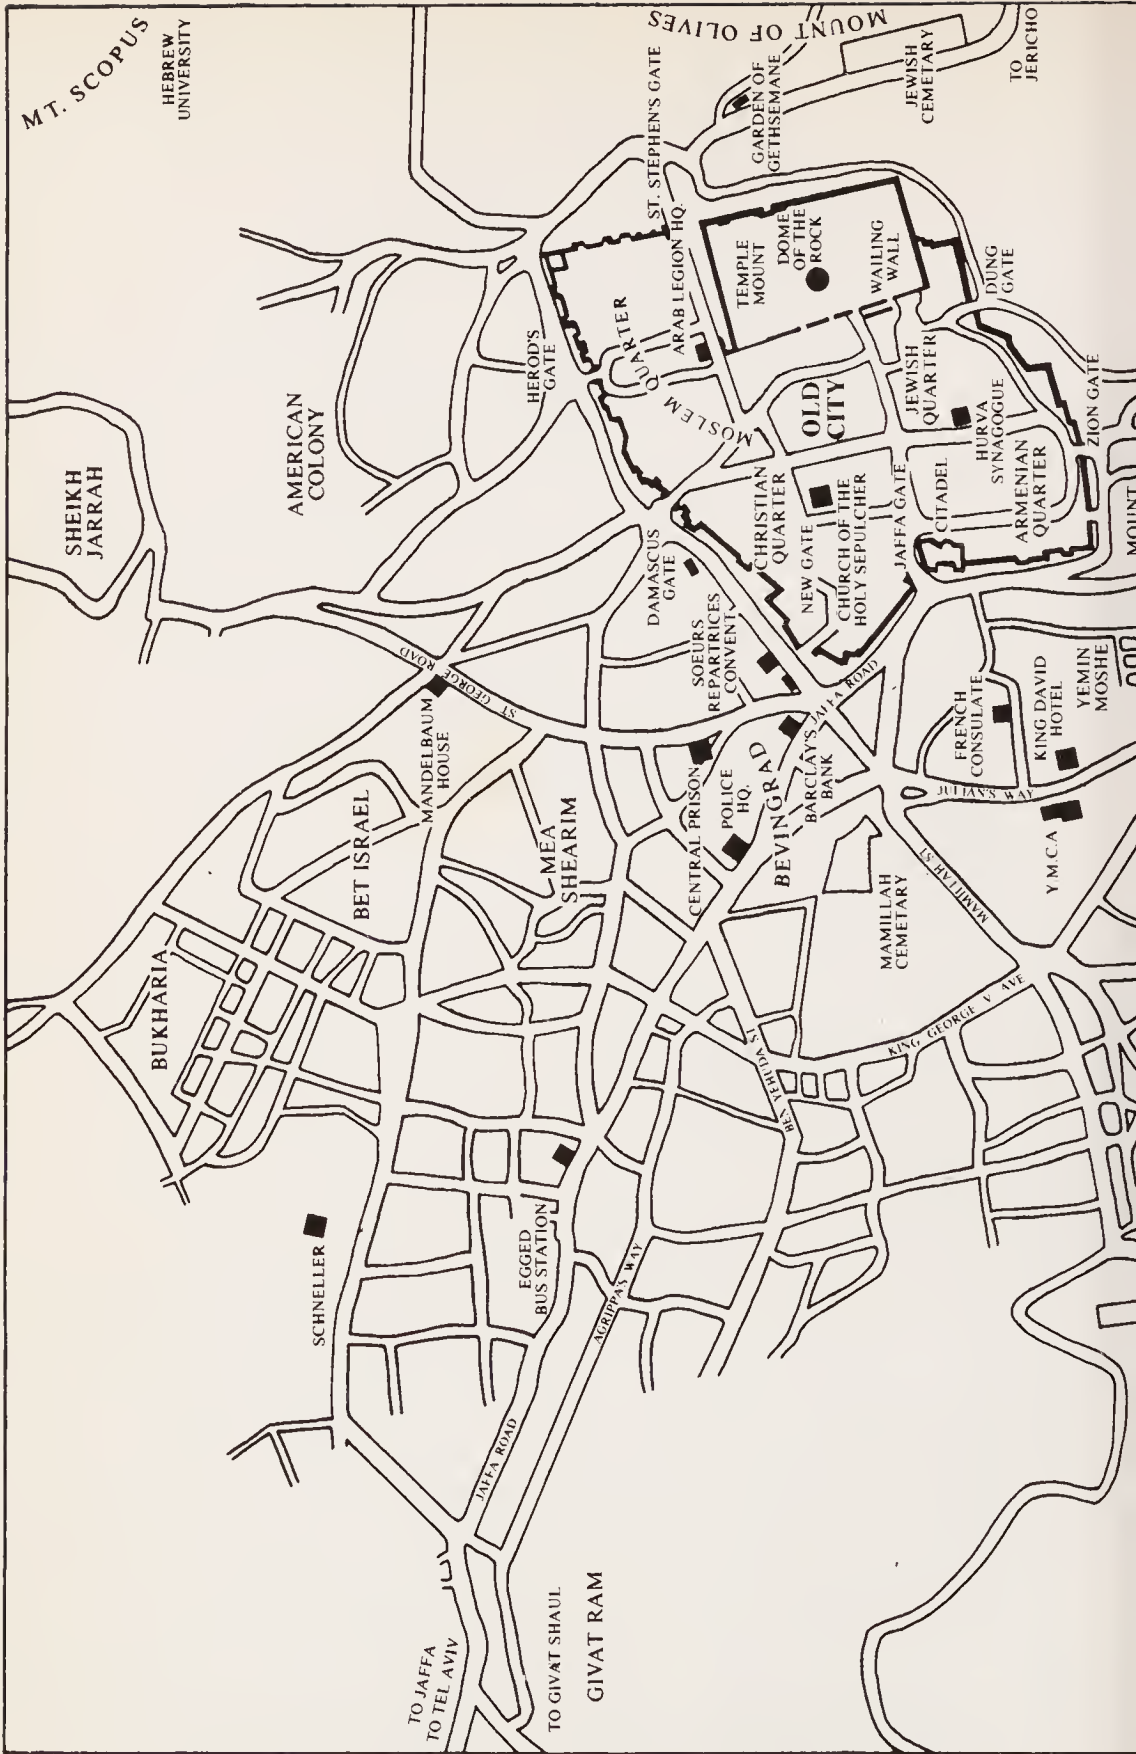 MT. SCOPUS
HEBREW
UNIVERSITY
MOUNT OF OLIVES
ST. STEPHEN'S GATE
GARDEN OF
GETHSEMANE
JEWISH
CEMETARY
TO
JERICHO
SHEIKH
JARRAH
AMERICAN
COLONY
HEROD'S
GATE
MOSLEM QUARTER
ARAB LEGION HQ.
TEMPLE
MOUNT
DOME
OF THE
ROCK
WAILING
WALL
DUNG
GATE
OLD
CITY
JEWISH
QUARTER
HURVA
SYNAGOGUE
ZION GATE
DAMASCUS
GATE
CHRISTIAN
QUARTER
NEW GATE
CHURCH OF THE
HOLY SEPULCHER
JAFFA GATE
CITADEL
ARMENIAN
QUARTER
MOUNT
ST GEORGE ROAD
MANDELBAUM
HOUSE
SOEURS
REPARTRICES
CONVENT
JAFFA ROAD
FRENCH
CONSULATE
KING DAVID
HOTEL
YEMIN
MOSHE
BET ISRAEL
MEA
SHEARIM
CENTRAL PRISON
POLICE
HQ.
BEVINGRAD
BARCLAY'S
BANK
JULIAN'S WAY
Y.M.C.A
MAMILLAH ST
MAMILLAH
CEMETARY
BUKHARIA
KING GEORGE V AVE
BEN YEHUDA ST
SCHNELLER
EGGED
BUS STATION
AGRIPPA'S WAY
JAFFA ROAD
TO JAFFA
TO TEL AVIV
TO GIVAT SHAUL
GIVAT RAM